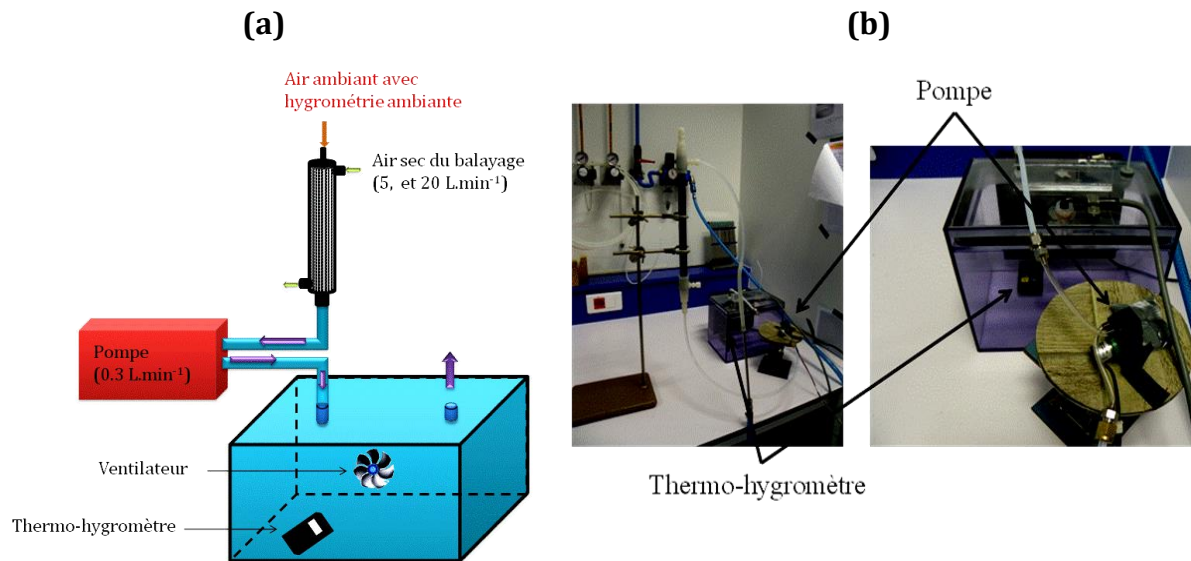 (a)
Air ambiant avec
hygrométrie ambiante
Air sec du balayage
(5, et 20 L.min⁻¹)
Pompe
(0.3 L.min⁻¹)
Ventilateur
Thermo-hygromètre
(b)
Pompe
Thermo-hygromètre